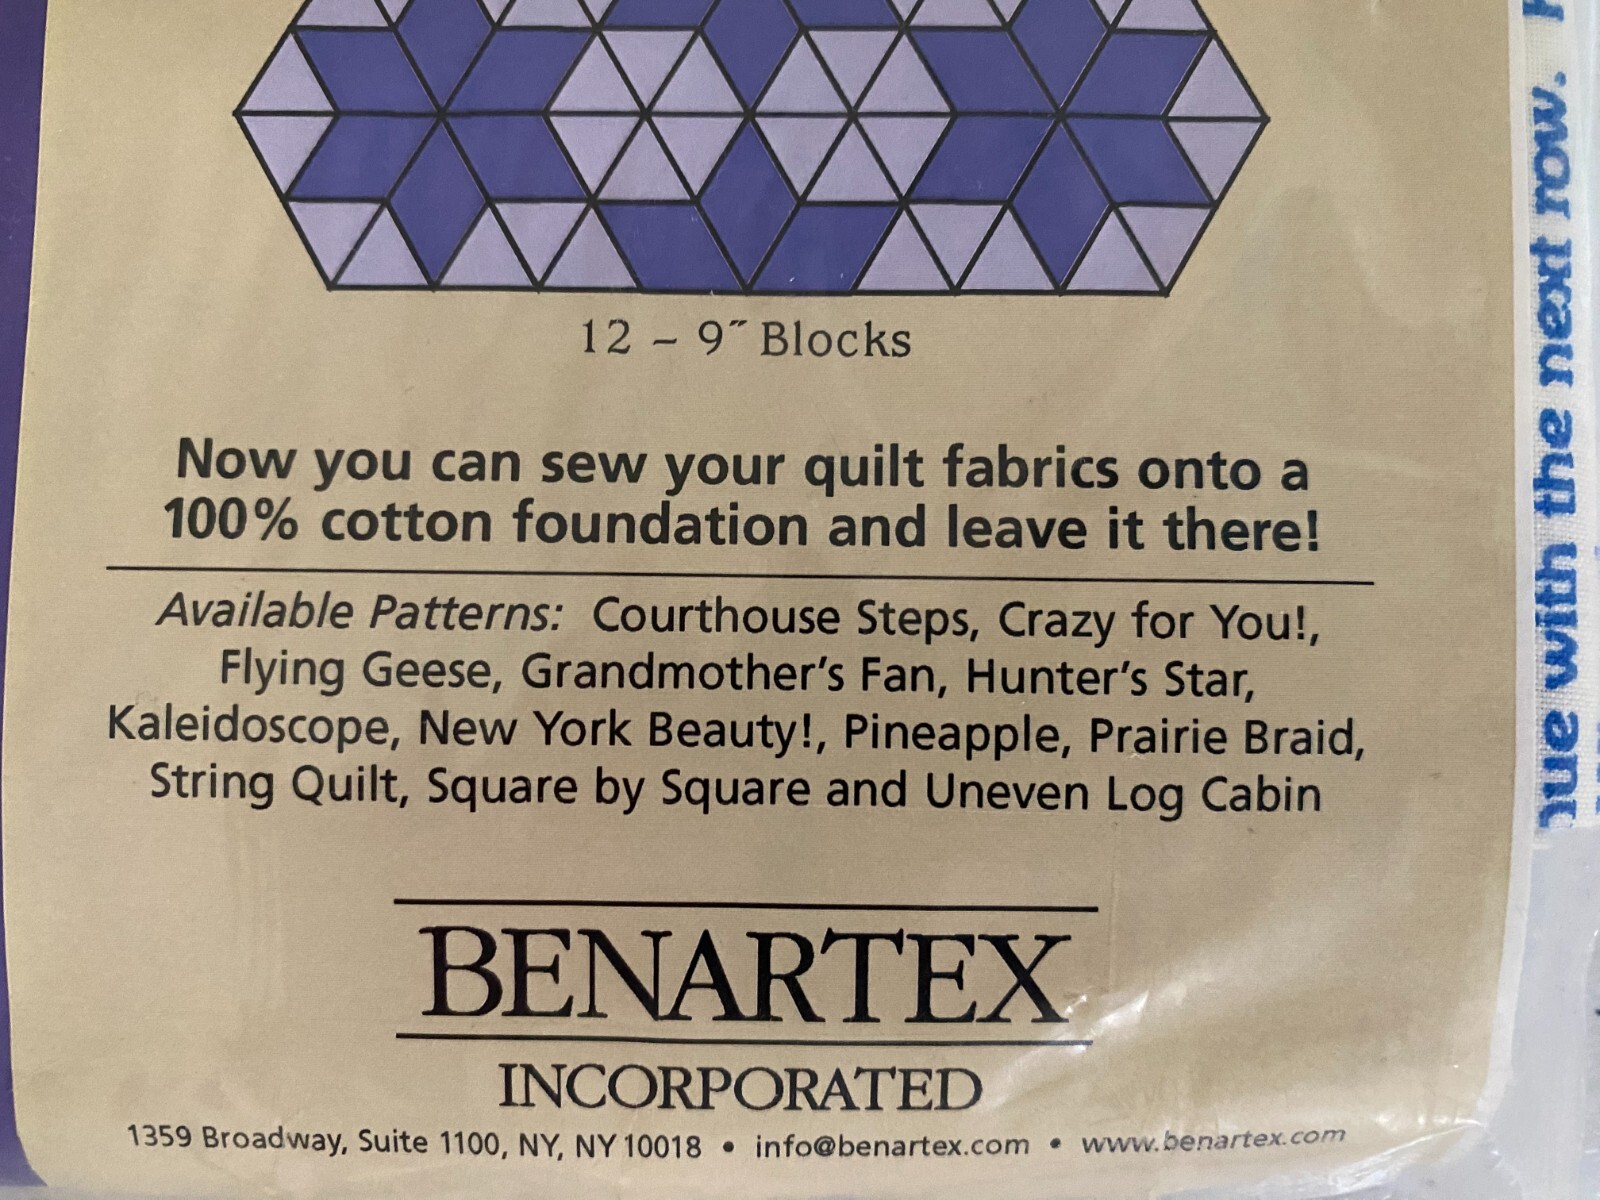 12 – 9″ Blocks
Now you can sew your quilt fabrics onto a
100% cotton foundation and leave it there!
Available Patterns: Courthouse Steps, Crazy for You!,
Flying Geese, Grandmother's Fan, Hunter's Star,
Kaleidoscope, New York Beauty!, Pineapple, Prairie Braid,
String Quilt, Square by Square and Uneven Log Cabin
BENARTEX
INCORPORATED
1359 Broadway, Suite 1100, NY, NY 10018 • info@benartex.com • www.benartex.com
with the next row.